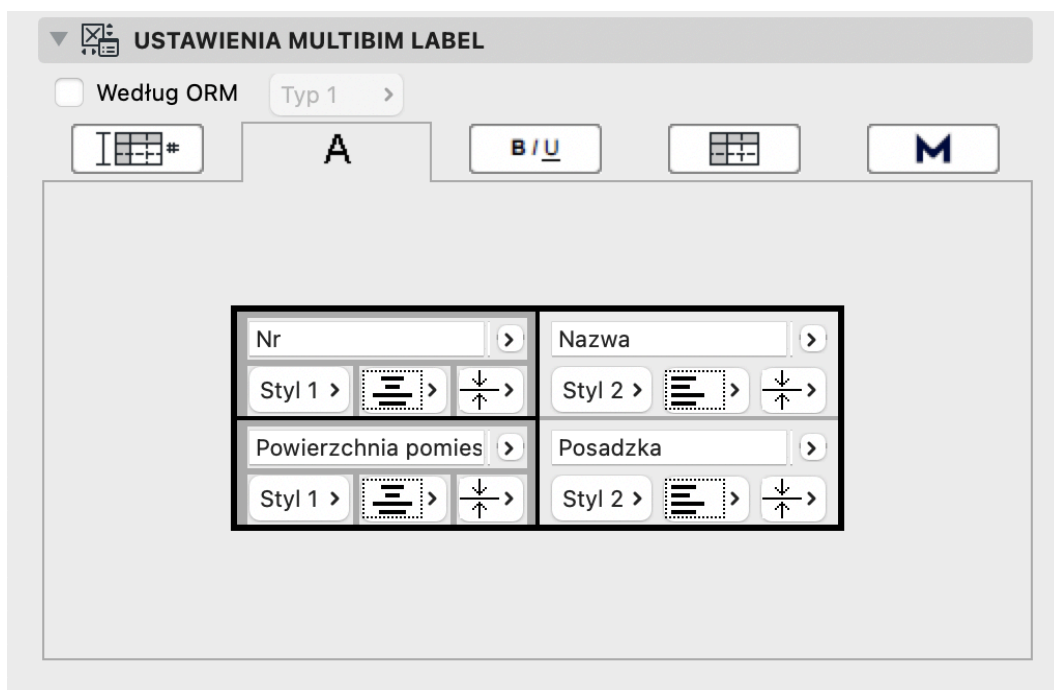 USTAWIENIA MULTIBIM LABEL
Według ORM Typ 1
# A B / U M
Nr Nazwa
Styl 1 Styl 2
Powierzchnia pomies Posadzka
Styl 1 Styl 2